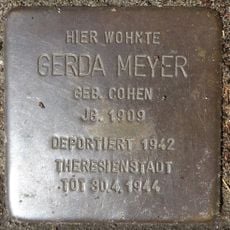 HIER WOHNTE
GERDA MEYER
GEB. COHEN
JG. 1909
DEPORTIERT 1942
THERESIENSTADT
TOT 30.4.1944